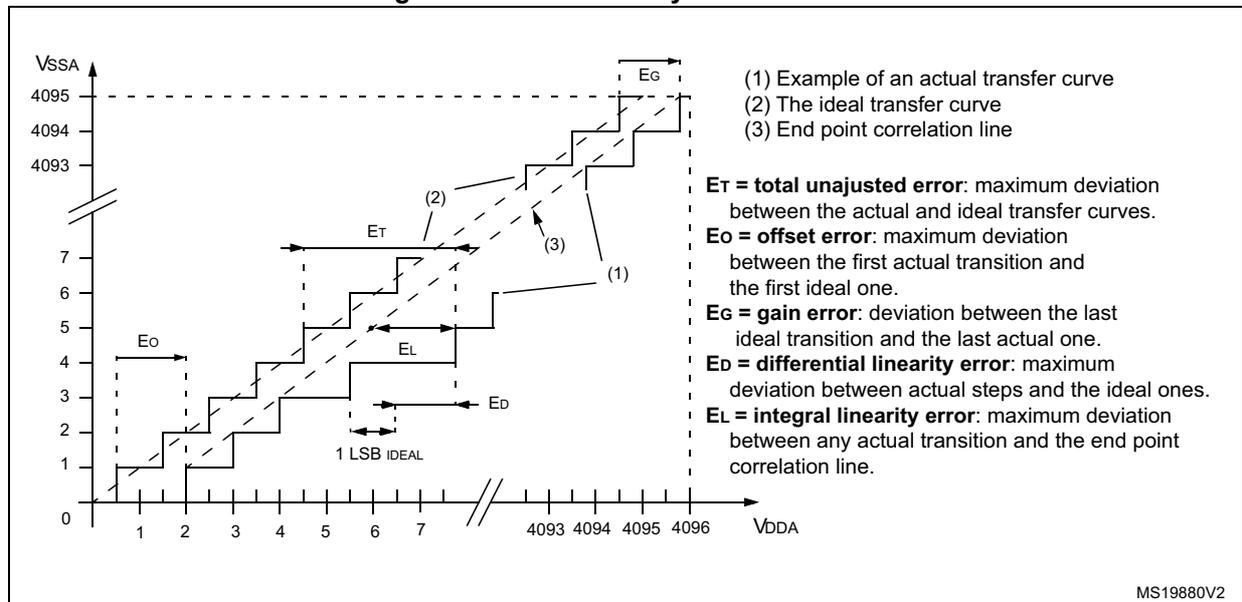 VSSA
EG
4095
4094
4093
(1) Example of an actual transfer curve
(2) The ideal transfer curve
(3) End point correlation line
ET = total unajusted error: maximum deviation
between the actual and ideal transfer curves.
EO = offset error: maximum deviation
between the first actual transition and
the first ideal one.
EG = gain error: deviation between the last
ideal transition and the last actual one.
ED = differential linearity error: maximum
deviation between actual steps and the ideal ones.
EL = integral linearity error: maximum deviation
between any actual transition and the end point
correlation line.
(2)
ET
(3)
(1)
7
6
5
4
3
2
1
0
EO
EL
ED
1 LSB IDEAL
1 2 3 4 5 6 7 4093 4094 4095 4096
VDDA
MS19880V2